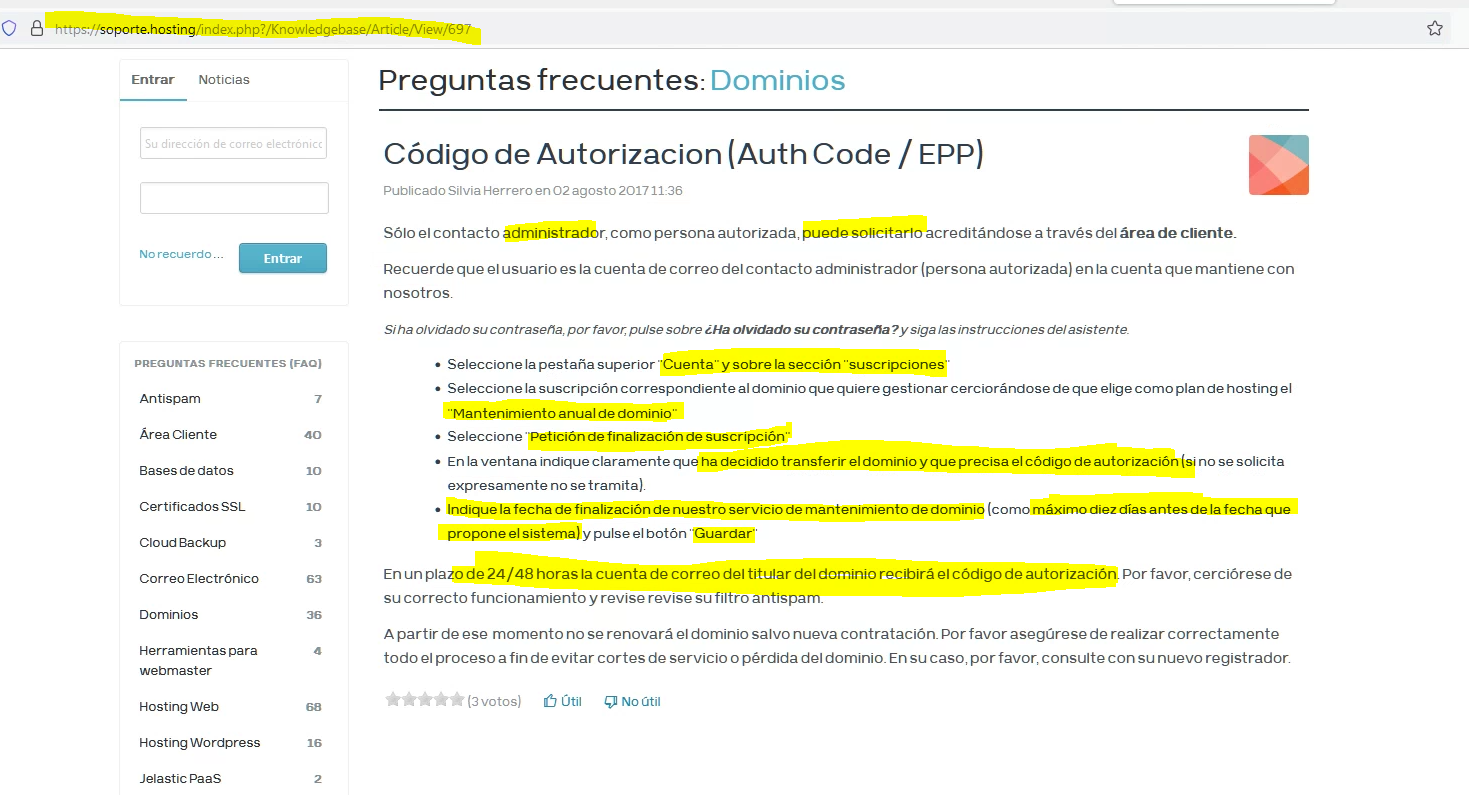 https://soporte.hosting/index.php?/Knowledgebase/Article/View/697
Entrar
Noticias
Su dirección de correo electrónico
No recuerdo ...
Entrar
PREGUNTAS FRECUENTES (FAQ)
Antispam 7
Área Cliente 40
Bases de datos 10
Certificados SSL 10
Cloud Backup 3
Correo Electrónico 63
Dominios 36
Herramientas para 4
webmaster
Hosting Web 68
Hosting Wordpress 16
Jelastic PaaS 2
Preguntas frecuentes: Dominios
Código de Autorizacion (Auth Code / EPP)
Publicado Silvia Herrero en 02 agosto 2017 11:36
Sólo el contacto administrador, como persona autorizada, puede solicitarlo acreditándose a través del área de cliente.
Recuerde que el usuario es la cuenta de correo del contacto administrador (persona autorizada) en la cuenta que mantiene con
nosotros.
Si ha olvidado su contraseña, por favor, pulse sobre ¿Ha olvidado su contraseña? y siga las instrucciones del asistente.
• Seleccione la pestaña superior "Cuenta" y sobre la sección "suscripciones"
• Seleccione la suscripción correspondiente al dominio que quiere gestionar cerciorándose de que elige como plan de hosting el
"Mantenimiento anual de dominio"
• Seleccione "Petición de finalización de suscripción"
• En la ventana indique claramente que ha decidido transferir el dominio y que precisa el código de autorización (si no se solicita
expresamente no se tramita).
• Indique la fecha de finalización de nuestro servicio de mantenimiento de dominio (como máximo diez días antes de la fecha que
propone el sistema) y pulse el botón "Guardar"
En un plazo de 24/48 horas la cuenta de correo del titular del dominio recibirá el código de autorización. Por favor, cerciórese de
su correcto funcionamiento y revise revise su filtro antispam.
A partir de ese momento no se renovará el dominio salvo nueva contratación. Por favor asegúrese de realizar correctamente
todo el proceso a fin de evitar cortes de servicio o pérdida del dominio. En su caso, por favor, consulte con su nuevo registrador.
(3 votos) Útil No útil